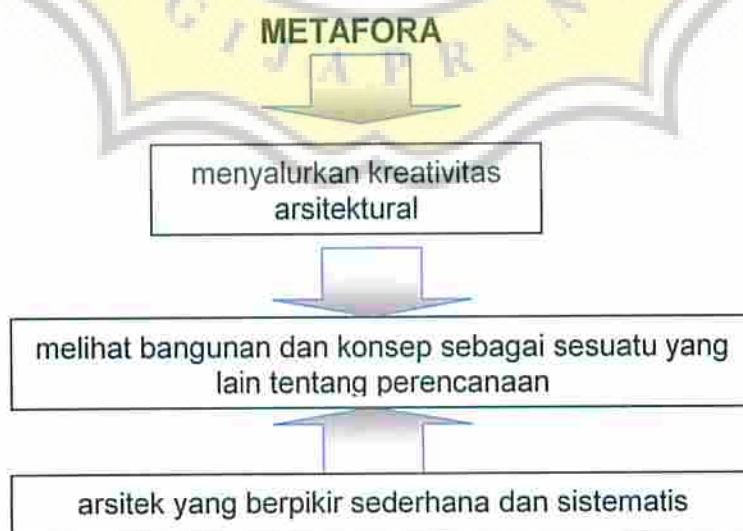 METAFORA
GIJAPRAN
menyalurkan kreativitas
arsitektural
melihat bangunan dan konsep sebagai sesuatu yang
lain tentang perencanaan
arsitek yang berpikir sederhana dan sistematis